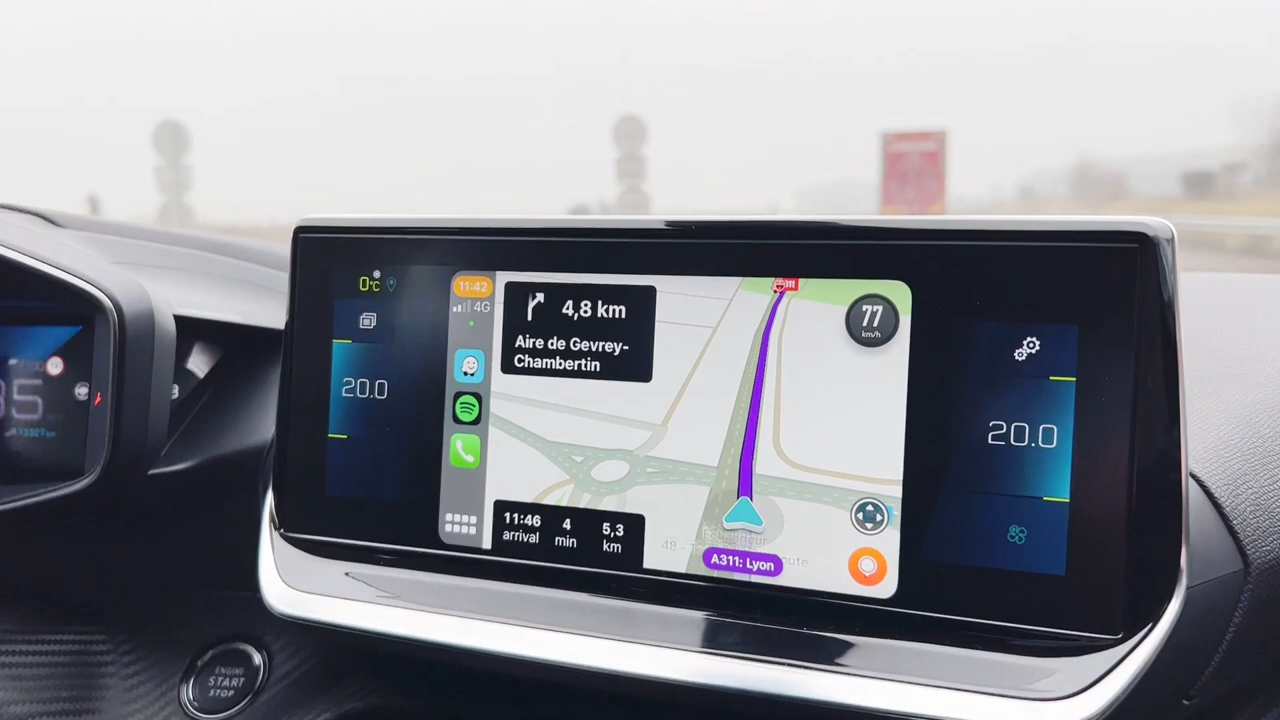 0°C
11:42
4G
4,8 km
Aire de Gevrey-
Chambertin
311
77
km/h
20.0
20.0
35
11:46
4
5,3
arrival
min
km
A311: Lyon
ENGINE
START
STOP